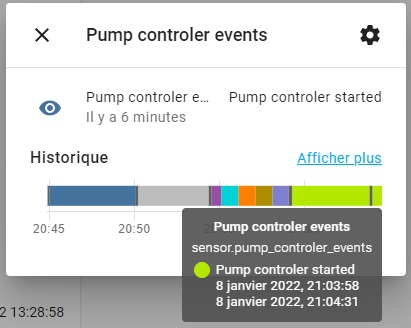 Pump controler events
Pump controler e... Pump controler started
Il y a 6 minutes
Historique Afficher plus
20:45 20:50
Pump controler events
sensor.pump_controler_events
Pump controler started
8 janvier 2022, 21:03:58
8 janvier 2022, 21:04:31
2 13:28:58